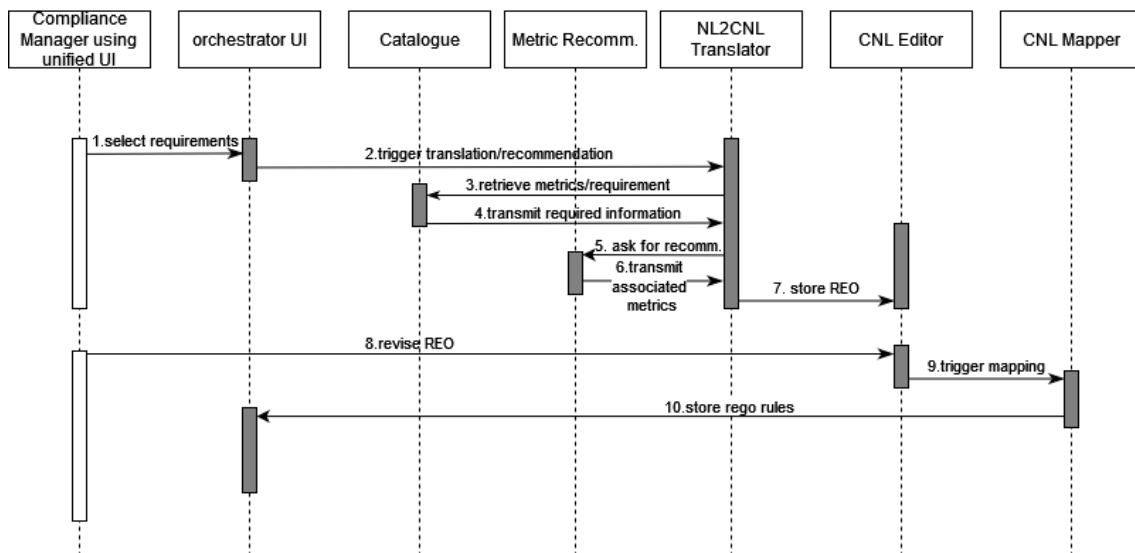 Compliance
Manager using
unified UI
orchestrator UI
Catalogue
Metric Recomm.
NL2CNL
Translator
CNL Editor
CNL Mapper
1.select requirements
2.trigger translation/recommendation
3.retrieve metrics/requirement
4.transmit required information
5. ask for recomm.
6.transmit
associated
metrics
7. store REO
8.revise REO
9.trigger mapping
10.store rego rules